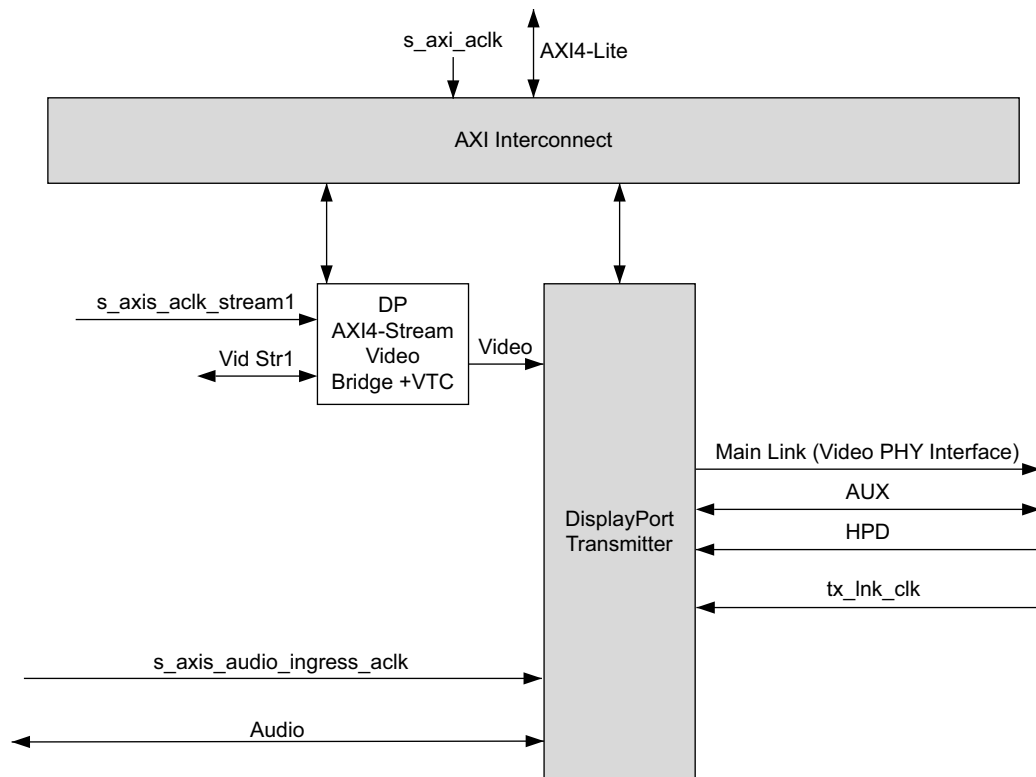 s_axi_aclk
AXI4-Lite
AXI Interconnect
s_axis_aclk_stream1
Vid Str1
DP
AXI4-Stream
Video
Bridge +VTC
Video
Main Link (Video PHY Interface)
AUX
HPD
tx_lnk_clk
DisplayPort
Transmitter
s_axis_audio_ingress_aclk
Audio